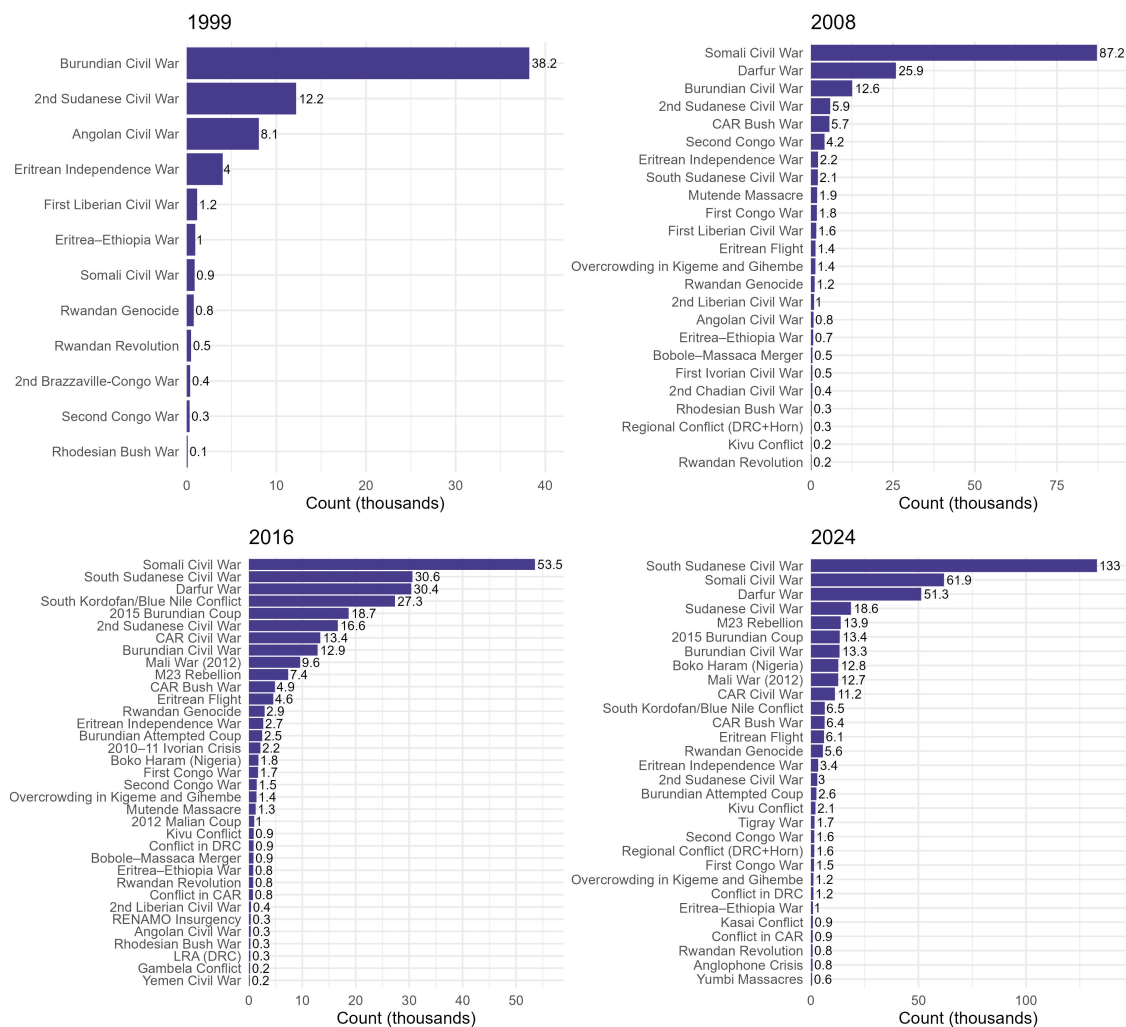 1999
Burundian Civil War 38.2
2nd Sudanese Civil War 12.2
Angolan Civil War 8.1
Eritrean Independence War 4
First Liberian Civil War 1.2
Eritrea–Ethiopia War 1
Somali Civil War 0.9
Rwandan Genocide 0.8
Rwandan Revolution 0.5
2nd Brazzaville-Congo War 0.4
Second Congo War 0.3
Rhodesian Bush War 0.1
0 10 20 30 40
Count (thousands)
2008
Somali Civil War 87.2
Darfur War 25.9
Burundian Civil War 12.6
2nd Sudanese Civil War 5.9
CAR Bush War 5.7
Second Congo War 4.2
Eritrean Independence War 2.2
South Sudanese Civil War 2.1
Mutende Massacre 1.9
First Congo War 1.8
First Liberian Civil War 1.6
Eritrean Flight 1.4
Overcrowding in Kigeme and Gihembe 1.4
Rwandan Genocide 1.2
2nd Liberian Civil War 1
Angolan Civil War 0.8
Eritrea–Ethiopia War 0.7
Bobole–Massaca Merger 0.5
First Ivorian Civil War 0.5
2nd Chadian Civil War 0.4
Rhodesian Bush War 0.3
Regional Conflict (DRC+Horn) 0.3
Kivu Conflict 0.2
Rwandan Revolution 0.2
0 25 50 75
Count (thousands)
2016
Somali Civil War 53.5
South Sudanese Civil War 30.6
Darfur War 30.4
South Kordofan/Blue Nile Conflict 27.3
2015 Burundian Coup 18.7
2nd Sudanese Civil War 16.6
CAR Civil War 13.4
Burundian Civil War 12.9
Mali War (2012) 9.6
M23 Rebellion 7.4
CAR Bush War 4.9
Eritrean Flight 4.6
Rwandan Genocide 2.9
Eritrean Independence War 2.7
Burundian Attempted Coup 2.5
2010–11 Ivorian Crisis 2.2
Boko Haram (Nigeria) 1.8
First Congo War 1.7
Second Congo War 1.5
Overcrowding in Kigeme and Gihembe 1.4
Mutende Massacre 1.3
2012 Malian Coup 1
Kivu Conflict 0.9
Conflict in DRC 0.9
Bobole–Massaca Merger 0.9
Eritrea–Ethiopia War 0.8
Rwandan Revolution 0.8
Conflict in CAR 0.8
2nd Liberian Civil War 0.4
RENAMO Insurgency 0.3
Angolan Civil War 0.3
Rhodesian Bush War 0.3
LRA (DRC) 0.3
Gambela Conflict 0.2
Yemen Civil War 0.2
0 10 20 30 40 50
Count (thousands)
2024
South Sudanese Civil War 133
Somali Civil War 61.9
Darfur War 51.3
Sudanese Civil War 18.6
M23 Rebellion 13.9
2015 Burundian Coup 13.4
Burundian Civil War 13.3
Boko Haram (Nigeria) 12.8
Mali War (2012) 12.7
CAR Civil War 11.2
South Kordofan/Blue Nile Conflict 6.5
CAR Bush War 6.4
Eritrean Flight 6.1
Rwandan Genocide 5.6
Eritrean Independence War 3.4
2nd Sudanese Civil War 3
Burundian Attempted Coup 2.6
Kivu Conflict 2.1
Tigray War 1.7
Second Congo War 1.6
Regional Conflict (DRC+Horn) 1.6
First Congo War 1.5
Overcrowding in Kigeme and Gihembe 1.2
Conflict in DRC 1.2
Eritrea–Ethiopia War 1
Kasai Conflict 0.9
Conflict in CAR 0.9
Rwandan Revolution 0.8
Anglophone Crisis 0.8
Yumbi Massacres 0.6
0 50 100
Count (thousands)